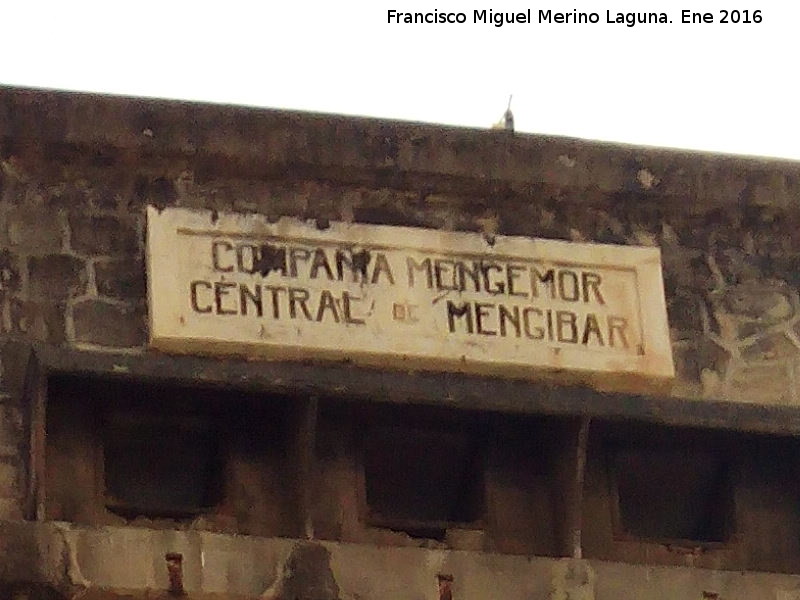 Francisco Miguel Merino Laguna. Ene 2016
COMPAÑIA MENGEMOR
CENTRAL DE MENGIBAR